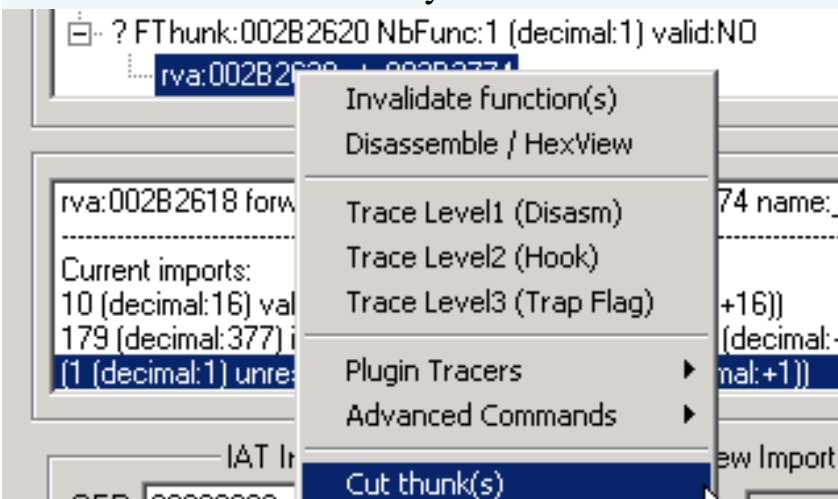 ? FThunk:002B2620 NbFunc:1 (decimal:1) valid:NO
Invalidate function(s)
Disassemble / HexView
rva:002B2618 forw
74 name:
Trace Level1 (Disasm)
Trace Level2 (Hook)
Current imports:
10 (decimal:16) val
Trace Level3 (Trap Flag)
+16))
179 (decimal:377) i
(decimal:
(1 (decimal:1) unres
Plugin Tracers
mal:+1))
Advanced Commands
IAT
Cut thunk(s)
ew Import